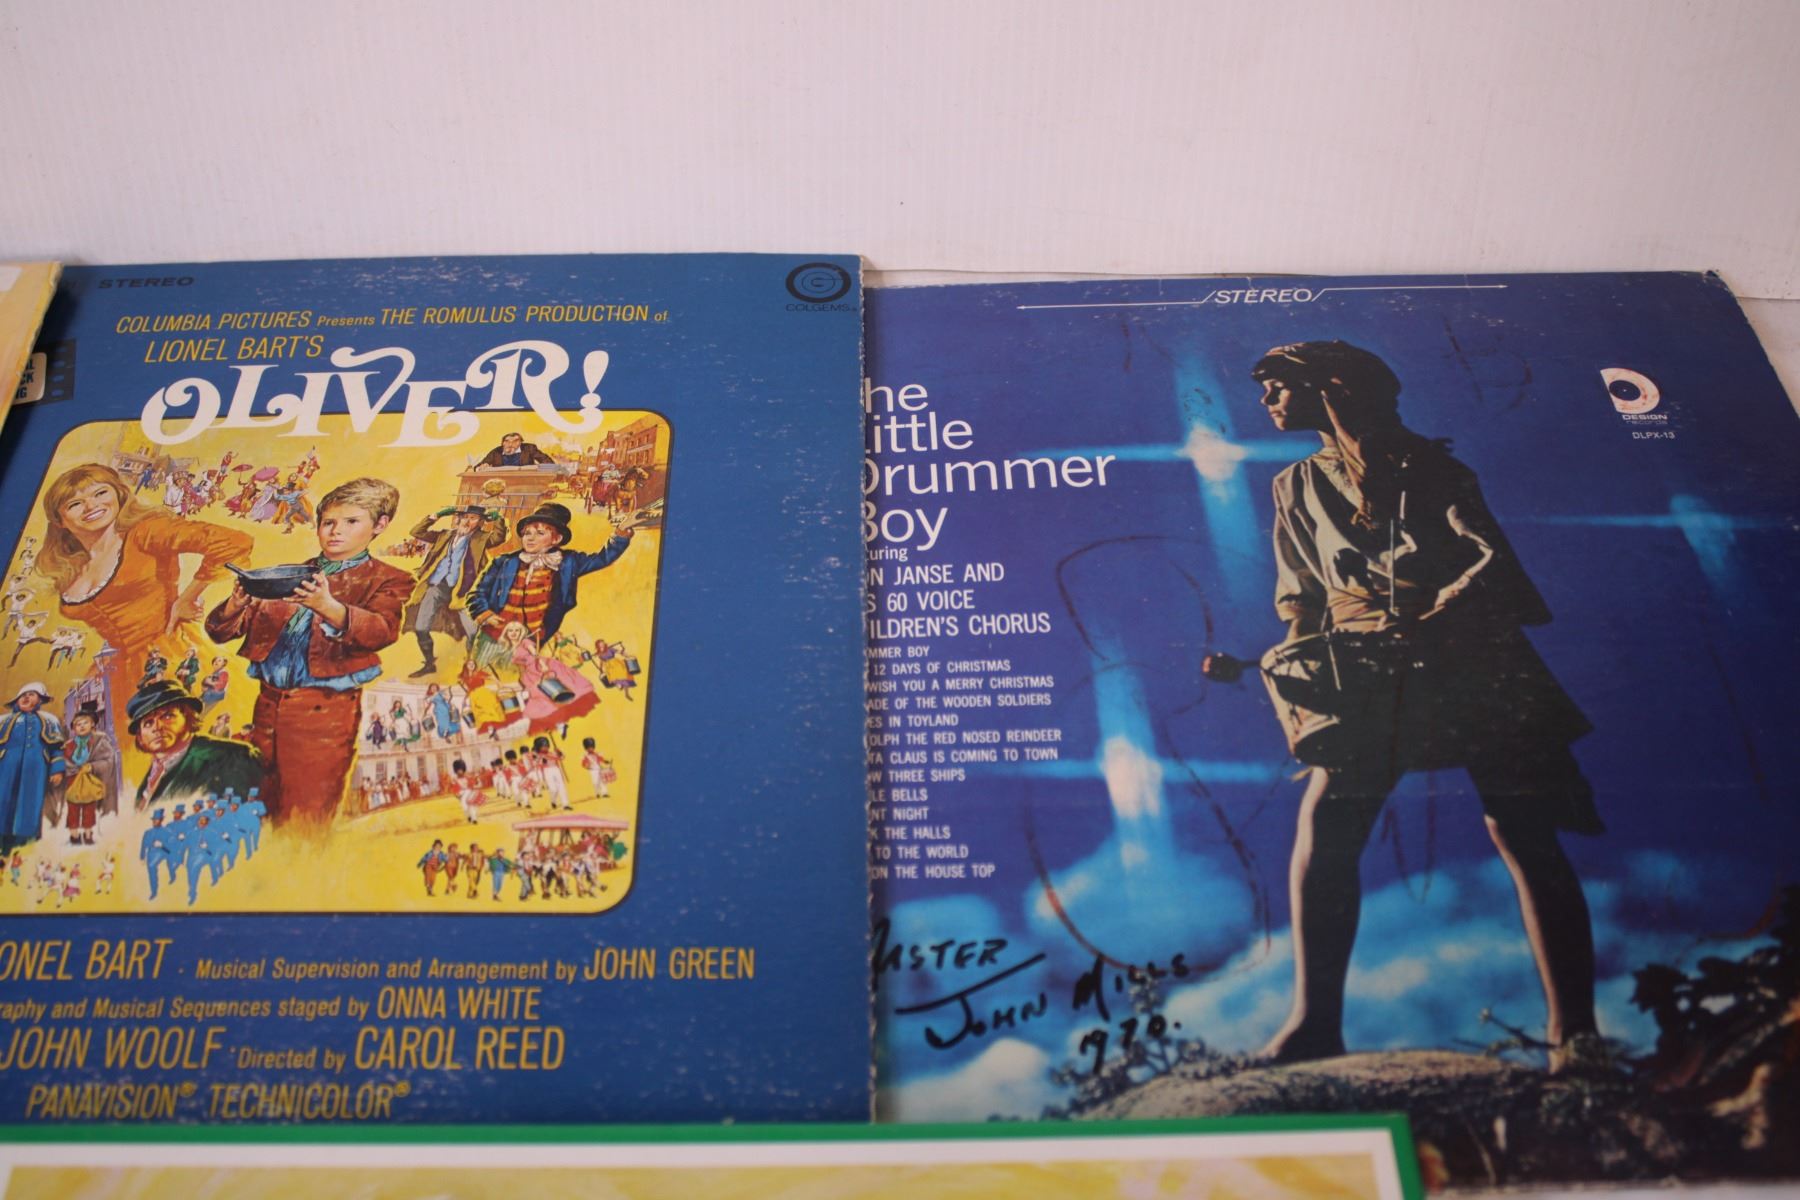 STEREO
COLGEMS
COLUMBIA PICTURES Presents THE ROMULUS PRODUCTION of
LIONEL BART'S
OLIVER!
ONEL BART · Musical Supervision and Arrangement by JOHN GREEN
raphy and Musical Sequences staged by ONNA WHITE
JOHN WOOLF · Directed by CAROL REED
PANAVISION® TECHNICOLOR®
STEREO
DESIGN
records
DLPX-13
he
ittle
Drummer
Boy
uring
N JANSE AND
S 60 VOICE
ILDREN'S CHORUS
MMER BOY
12 DAYS OF CHRISTMAS
WISH YOU A MERRY CHRISTMAS
ADE OF THE WOODEN SOLDIERS
ES IN TOYLAND
OLPH THE RED NOSED REINDEER
TA CLAUS IS COMING TO TOWN
W THREE SHIPS
LE BELLS
NT NIGHT
K THE HALLS
TO THE WORLD
ON THE HOUSE TOP
MASTER
JOHN MILLS
1970.